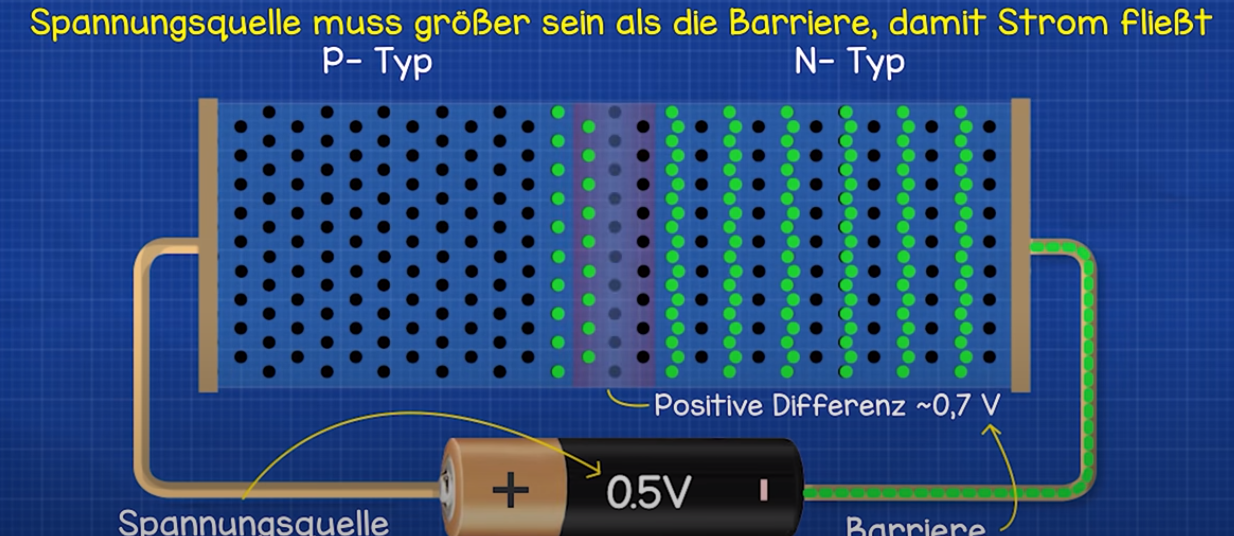 Spannungsquelle muss größer sein als die Barriere, damit Strom fließt
P- Typ
N- Typ
Positive Differenz ~0,7 V
+
0.5V
-
Spannungsquelle
Barriere